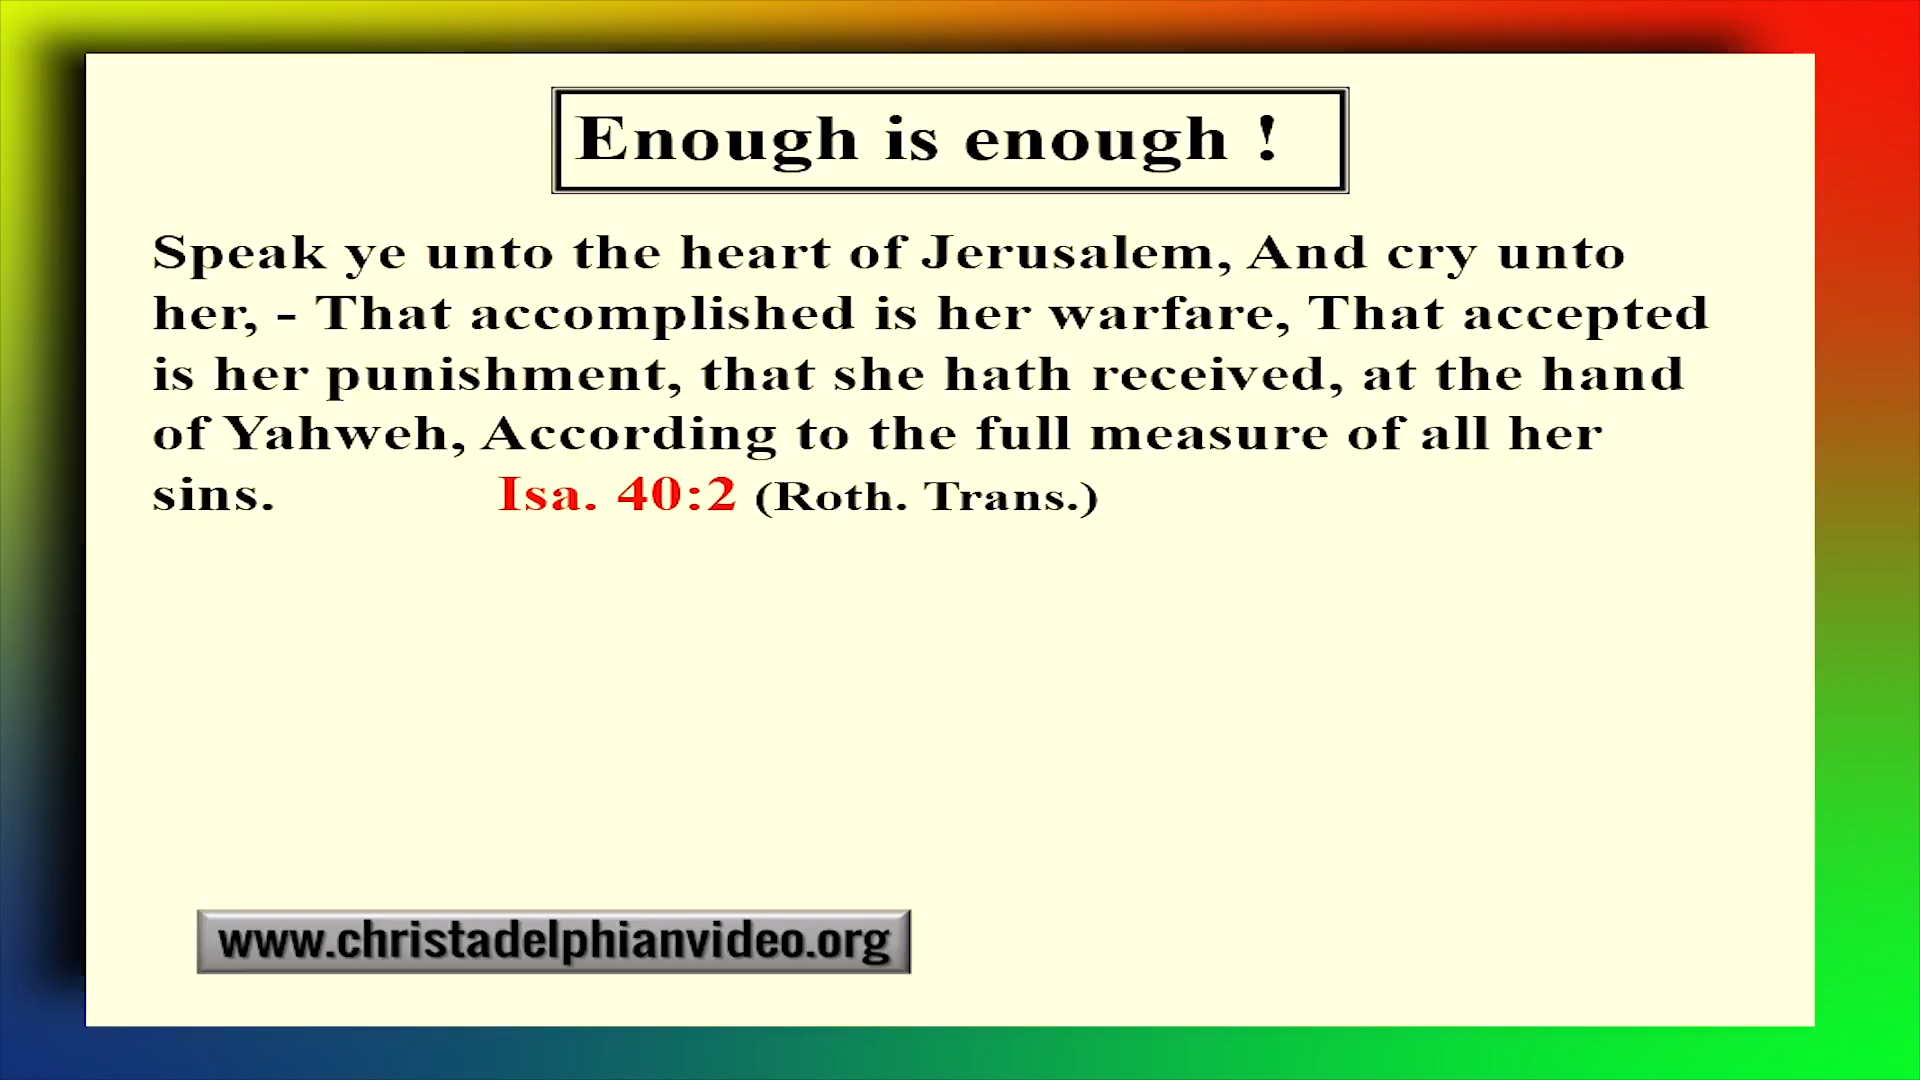 Enough is enough !
Speak ye unto the heart of Jerusalem, And cry unto
her, - That accomplished is her warfare, That accepted
is her punishment, that she hath received, at the hand
of Yahweh, According to the full measure of all her
sins. Isa. 40:2 (Roth. Trans.)
www.christadelphianvideo.org